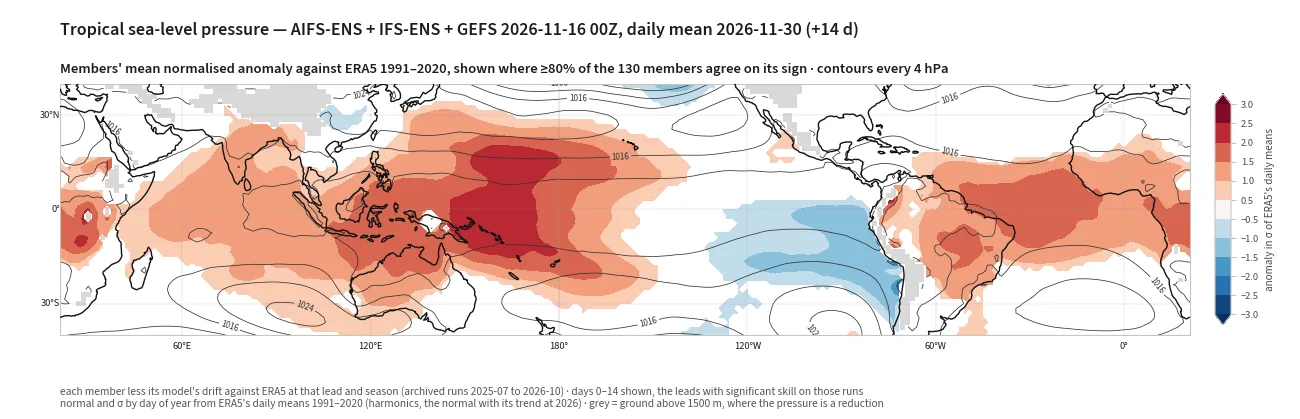 Tropical sea-level pressure — AIFS-ENS + IFS-ENS + GEFS 2026-11-16 00Z, daily mean 2026-11-30 (+14 d)
Members' mean normalised anomaly against ERA5 1991–2020, shown where ≥80% of the 130 members agree on its sign · contours every 4 hPa
30°N
0°
30°S
60°E
120°E
180°
120°W
60°W
0°
1016
1016
1016
1016
1016
1016
1024
1016
1016
3.0
2.5
2.0
1.5
1.0
0.5
−0.5
−1.0
−1.5
−2.0
−2.5
−3.0
anomaly in σ of ERA5's daily means
each member less its model's drift against ERA5 at that lead and season (archived runs 2025-07 to 2026-10) · days 0–14 shown, the leads with significant skill on those runs
normal and σ by day of year from ERA5's daily means 1991–2020 (harmonics, the normal with its trend at 2026) · grey = ground above 1500 m, where the pressure is a reduction